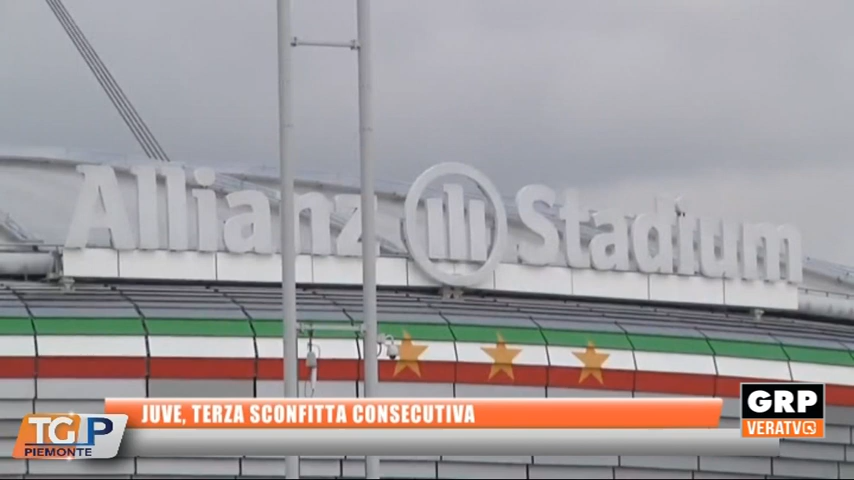 Allianz Stadium
JUVE, TERZA SCONFITTA CONSECUTIVA
TGP
PIEMONTE
GRP
VERATV